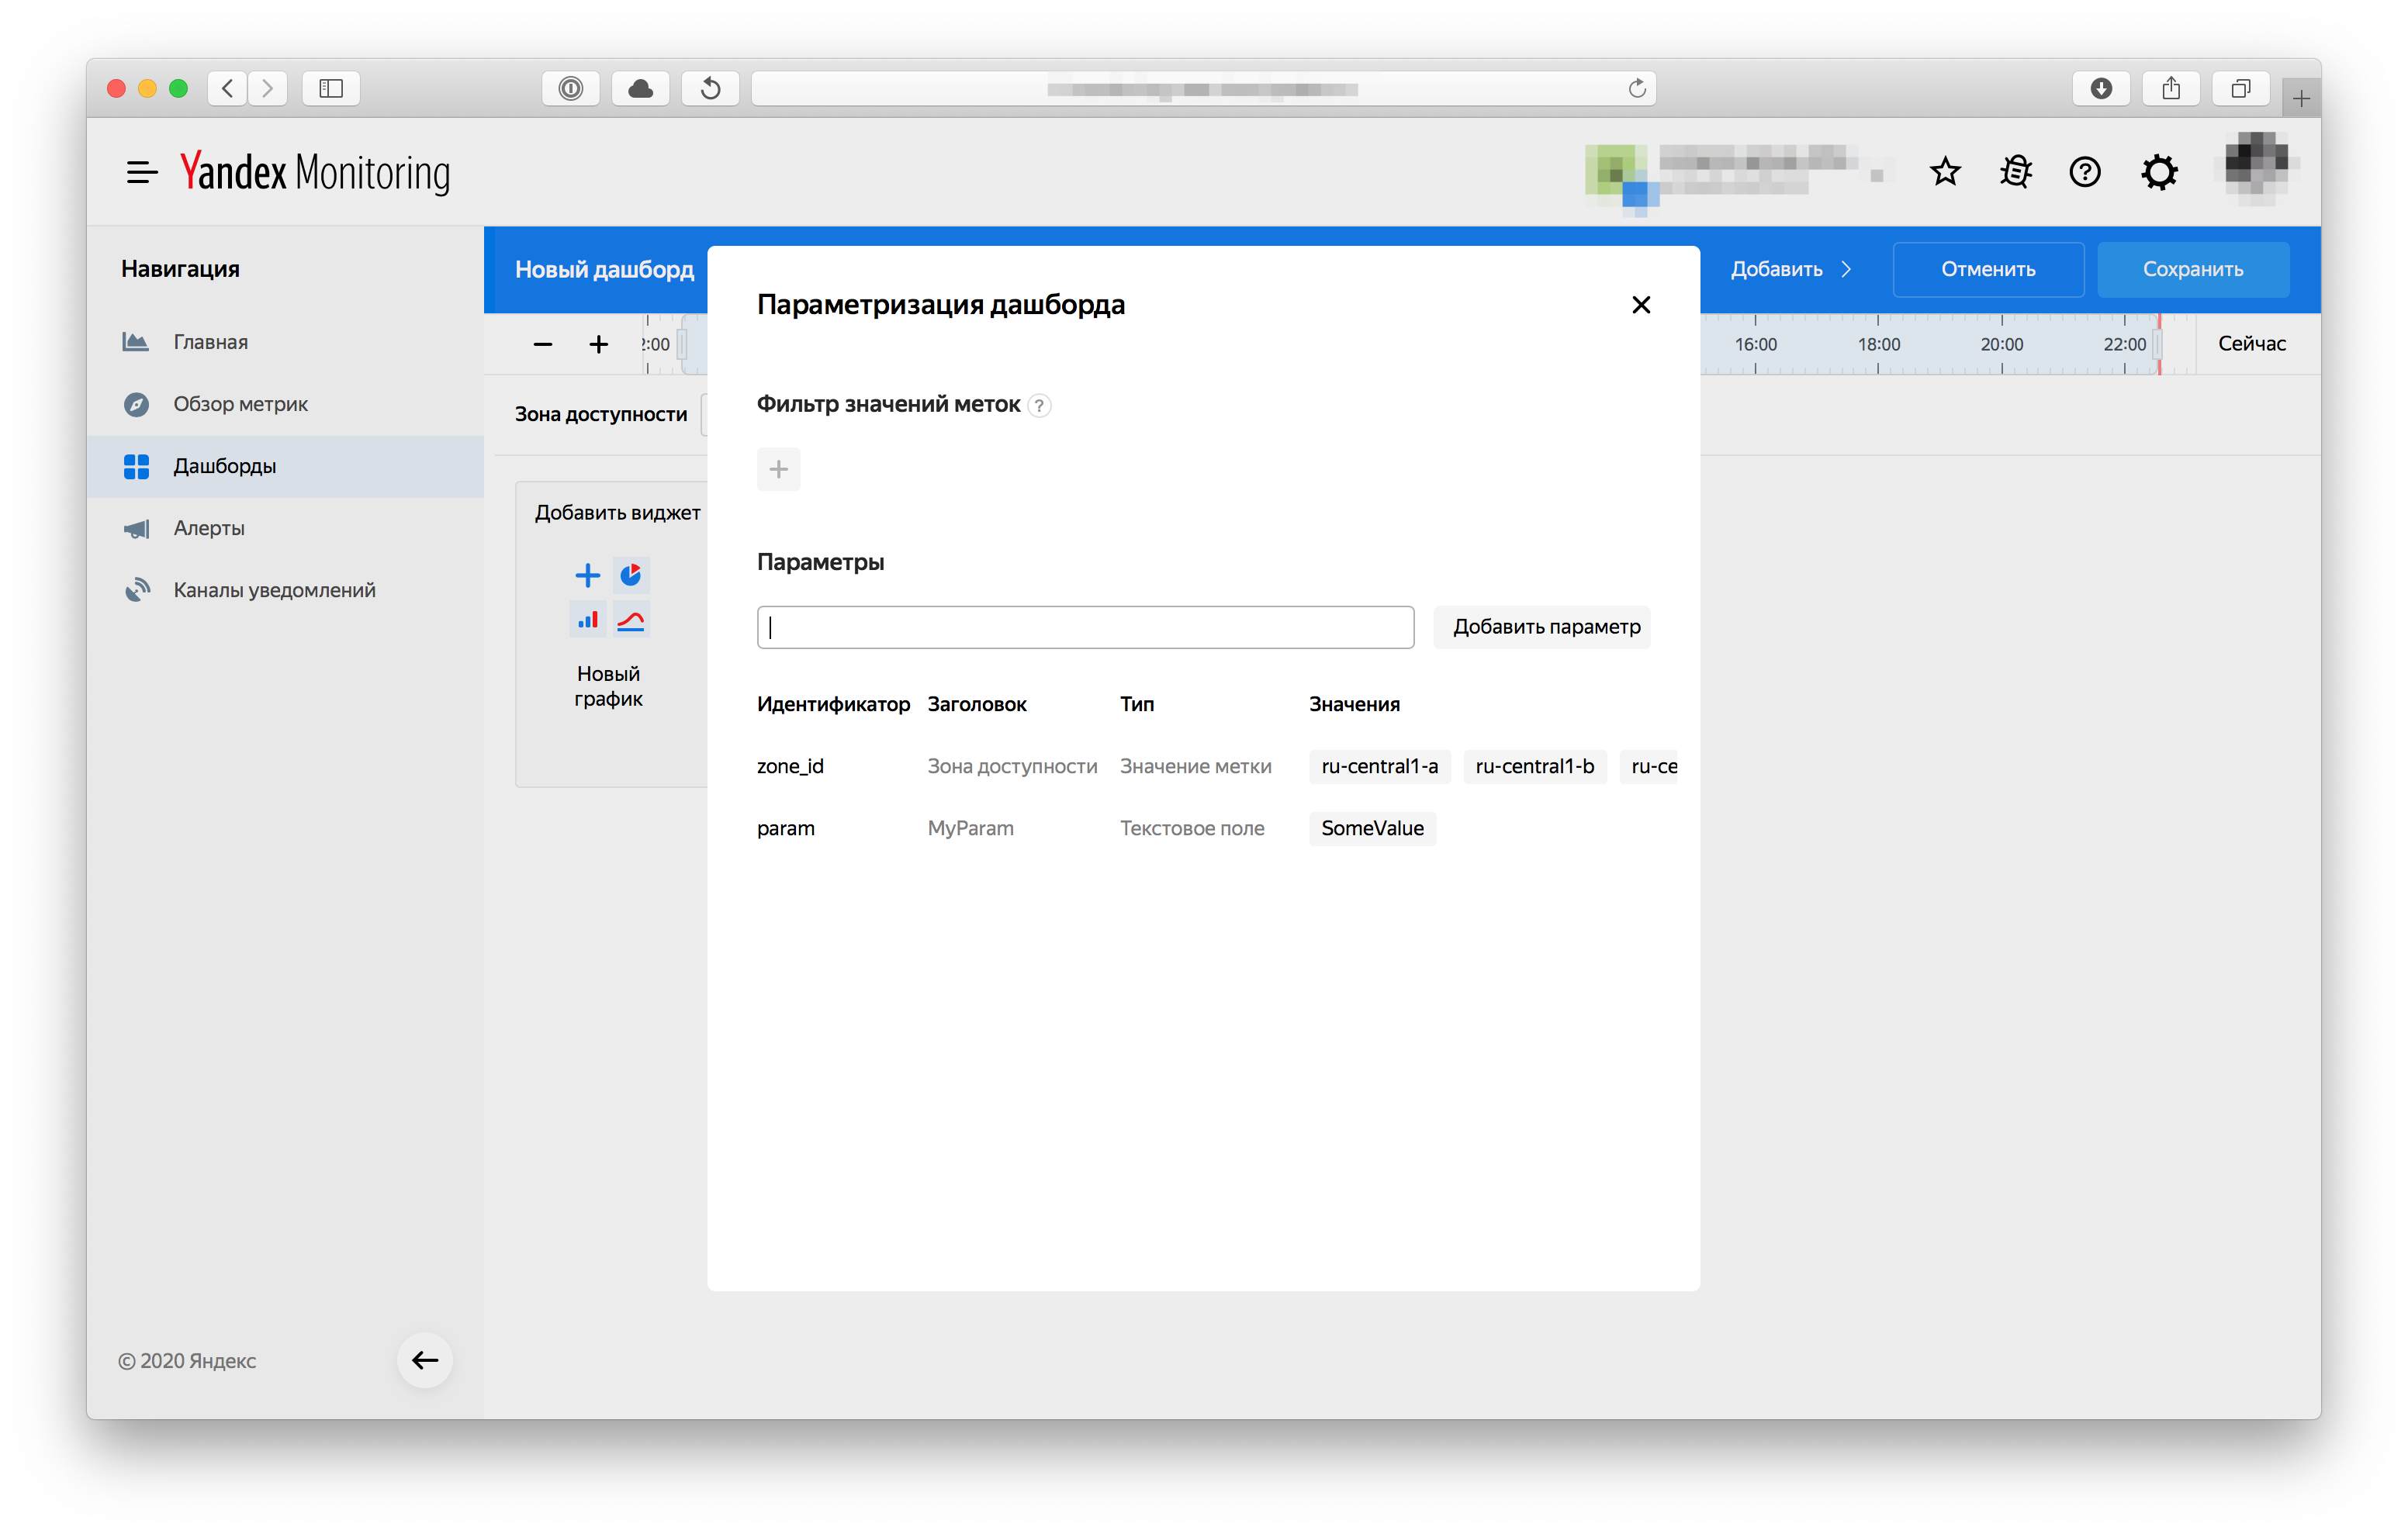 Yandex Monitoring
Навигация
Главная
Обзор метрик
Дашборды
Алерты
Каналы уведомлений
© 2020 Яндекс
Новый дашборд
Добавить
Отменить
Сохранить
:00
16:00
18:00
20:00
22:00
Сейчас
Зона доступности
Добавить виджет
Новый
график
Параметризация дашборда
Фильтр значений меток ?
Параметры
Добавить параметр
Идентификатор Заголовок Тип Значения
zone_id Зона доступности Значение метки ru-central1-a ru-central1-b ru-ce
param MyParam Текстовое поле SomeValue